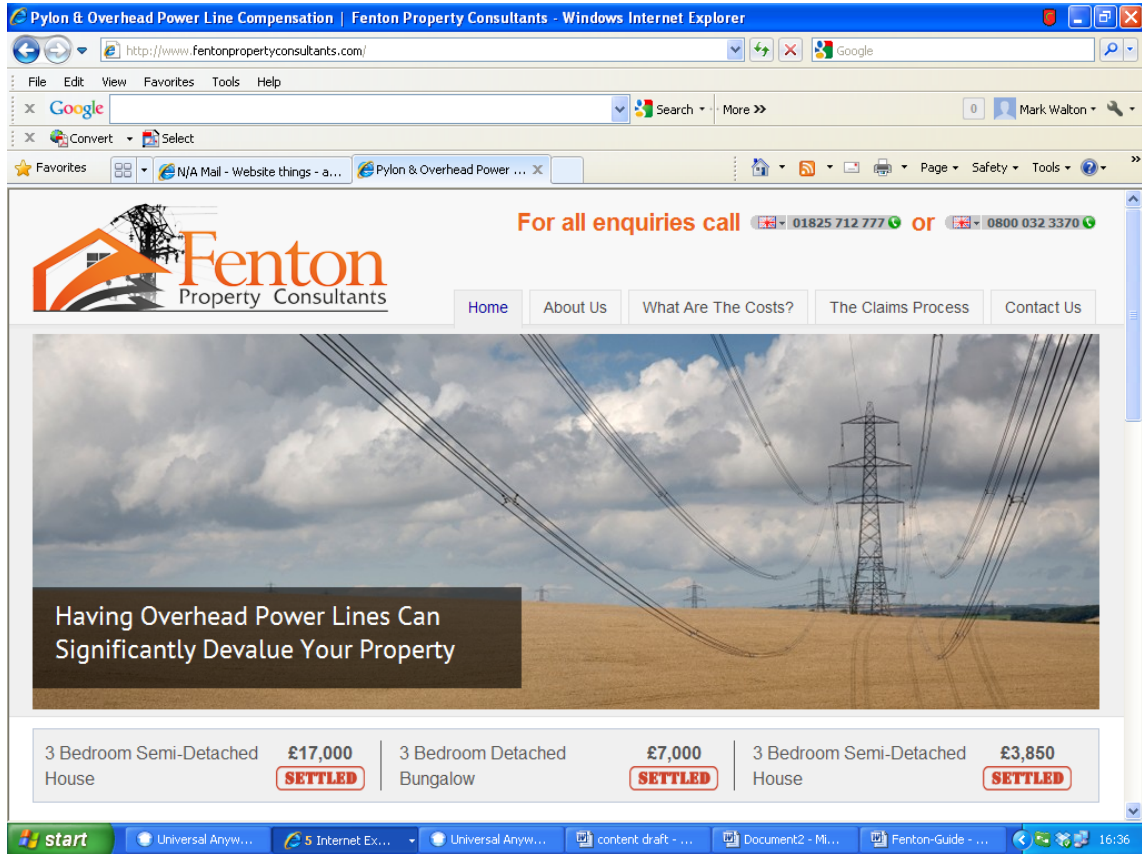 Pylon & Overhead Power Line Compensation | Fenton Property Consultants - Windows Internet Explorer
http://www.fentonpropertyconsultants.com/
Google
File Edit View Favorites Tools Help
x Google Search More >> 0 Mark Walton
x Convert Select
Favorites N/A Mail - Website things - a... Pylon & Overhead Power ... X Page Safety Tools >>
For all enquiries call 01825 712 777 or 0800 032 3370
Fenton
Property Consultants
Home About Us What Are The Costs? The Claims Process Contact Us
Having Overhead Power Lines Can
Significantly Devalue Your Property
3 Bedroom Semi-Detached £17,000 3 Bedroom Detached £7,000 3 Bedroom Semi-Detached £3,850
House SETTLED Bungalow SETTLED House SETTLED
start Universal Anyw... 5 Internet Ex... Universal Anyw... content draft - ... Document2 - Mi... Fenton-Guide - ... 16:36